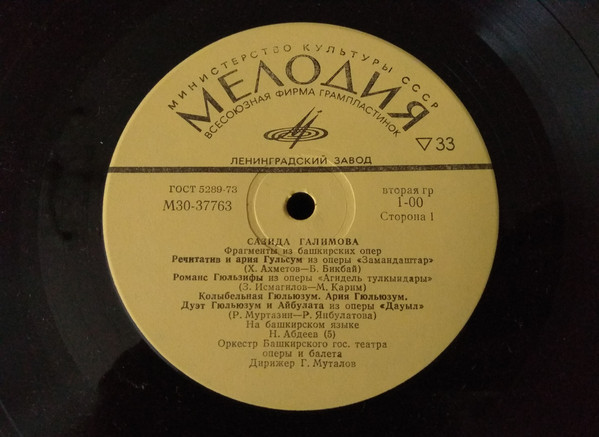 МИНИСТЕРСТВО КУЛЬТУРЫ СССР
МЕЛОДИЯ
ВСЕСОЮЗНАЯ ФИРМА ГРАМПЛАСТИНОК
▽33
ЛЕНИНГРАДСКИЙ ЗАВОД
ГОСТ 5289-73
вторая гр
М30-37763
1-00
Сторона 1
САЗИДА ГАЛИМОВА
Фрагменты из башкирских опер
Речитатив и ария Гульсум из оперы «Замандаштар»
(Х. Ахметов—Б. Бикбай)
Романс Гюльзифы из оперы «Агидель тулкындары»
(З. Исмагилов—М. Карим)
Колыбельная Гюльюзум. Ария Гюльюзум.
Дуэт Гюльюзум и Айбулата из оперы «Дауыл»
(Р. Муртазин—Р. Янбулатова)
На башкирском языке
Н. Абдеев (5)
Оркестр Башкирского гос. театра
оперы и балета
Дирижер Г. Муталов